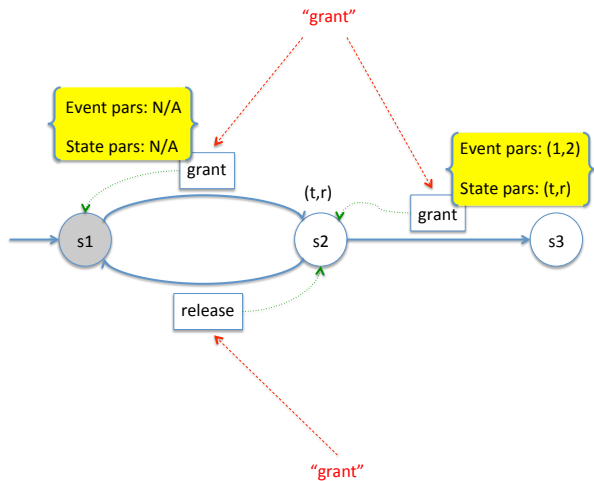 “grant”
Event pars: N/A
State pars: N/A
grant
Event pars: (1,2)
State pars: (t,r)
grant
(t,r)
s1
s2
s3
release
“grant”